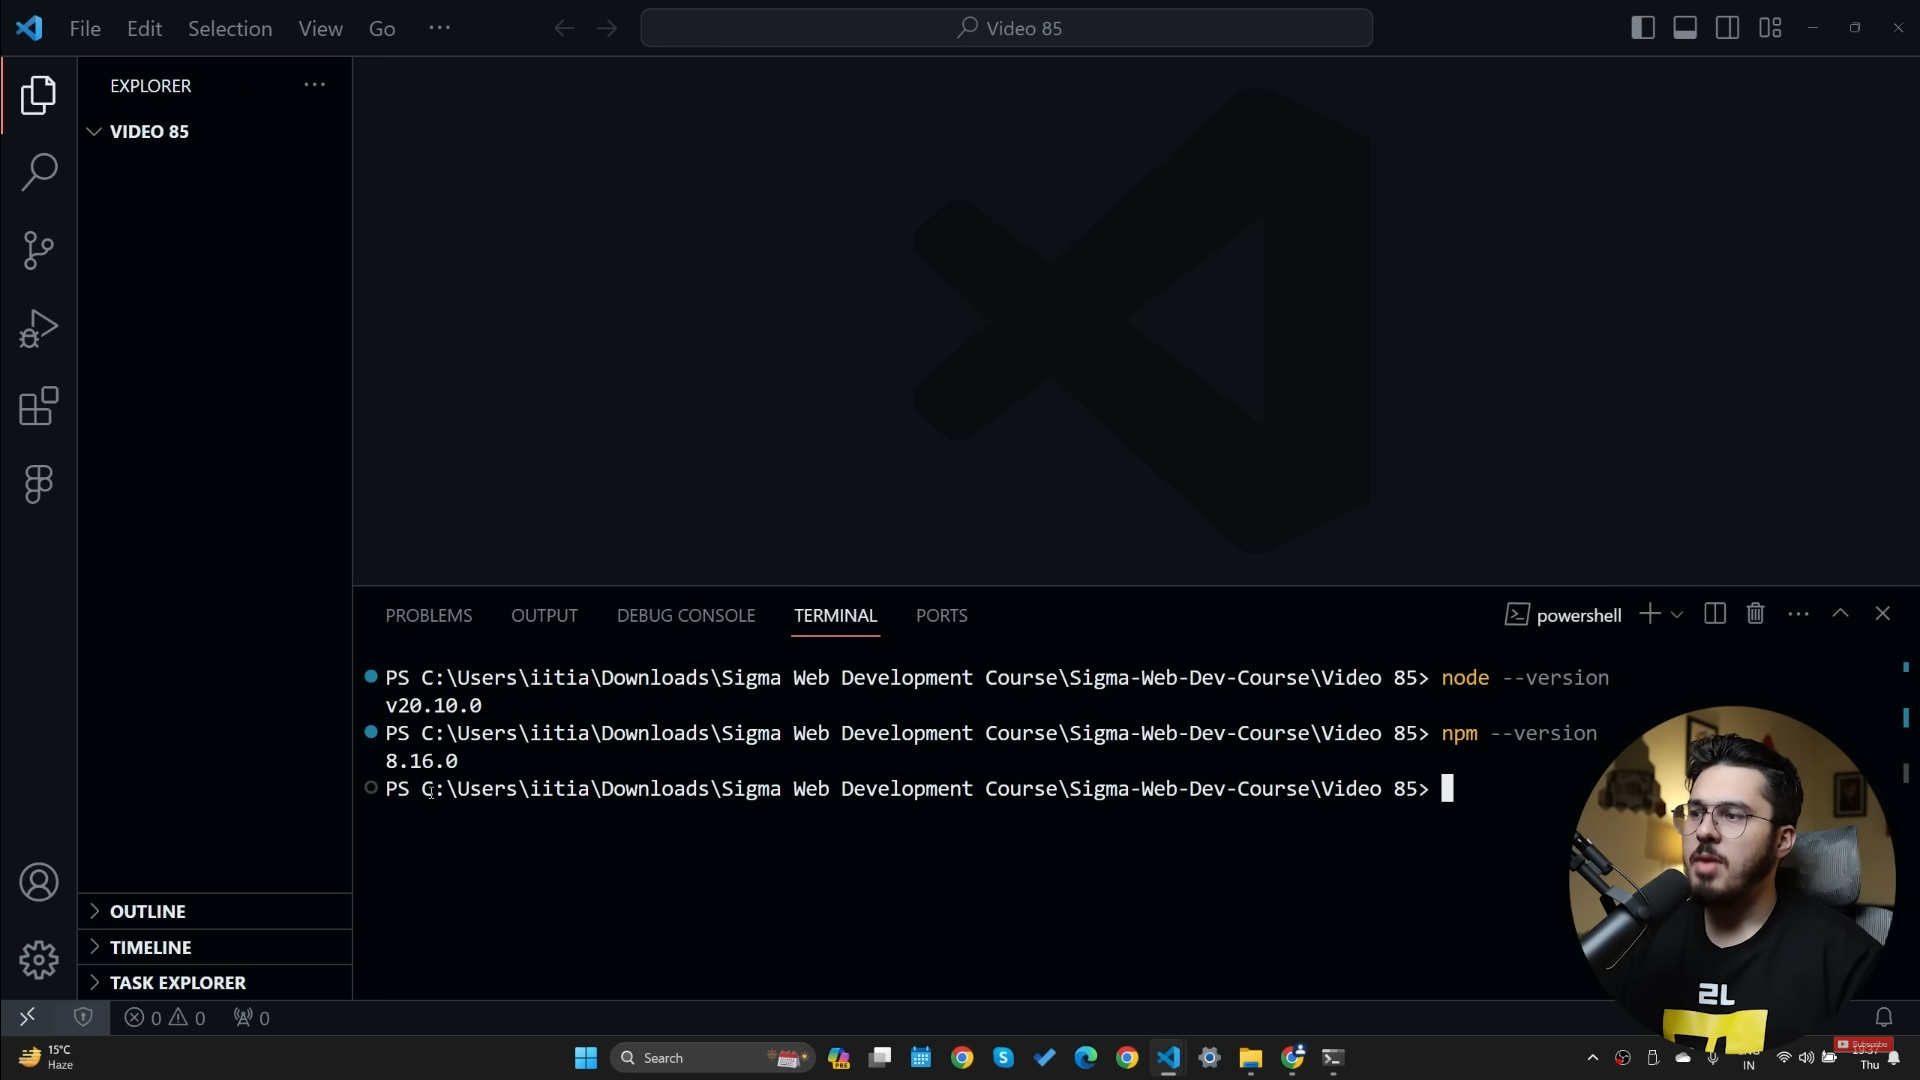 File Edit Selection View Go ···
Video 85
EXPLORER ···
VIDEO 85
PROBLEMS OUTPUT DEBUG CONSOLE TERMINAL PORTS
powershell
PS C:\Users\iitia\Downloads\Sigma Web Development Course\Sigma-Web-Dev-Course\Video 85> node --version
v20.10.0
PS C:\Users\iitia\Downloads\Sigma Web Development Course\Sigma-Web-Dev-Course\Video 85> npm --version
8.16.0
PS C:\Users\iitia\Downloads\Sigma Web Development Course\Sigma-Web-Dev-Course\Video 85>
OUTLINE
TIMELINE
TASK EXPLORER
0 0 0
15°C
Haze
Search
PRE
IN
Thu
Subscribe